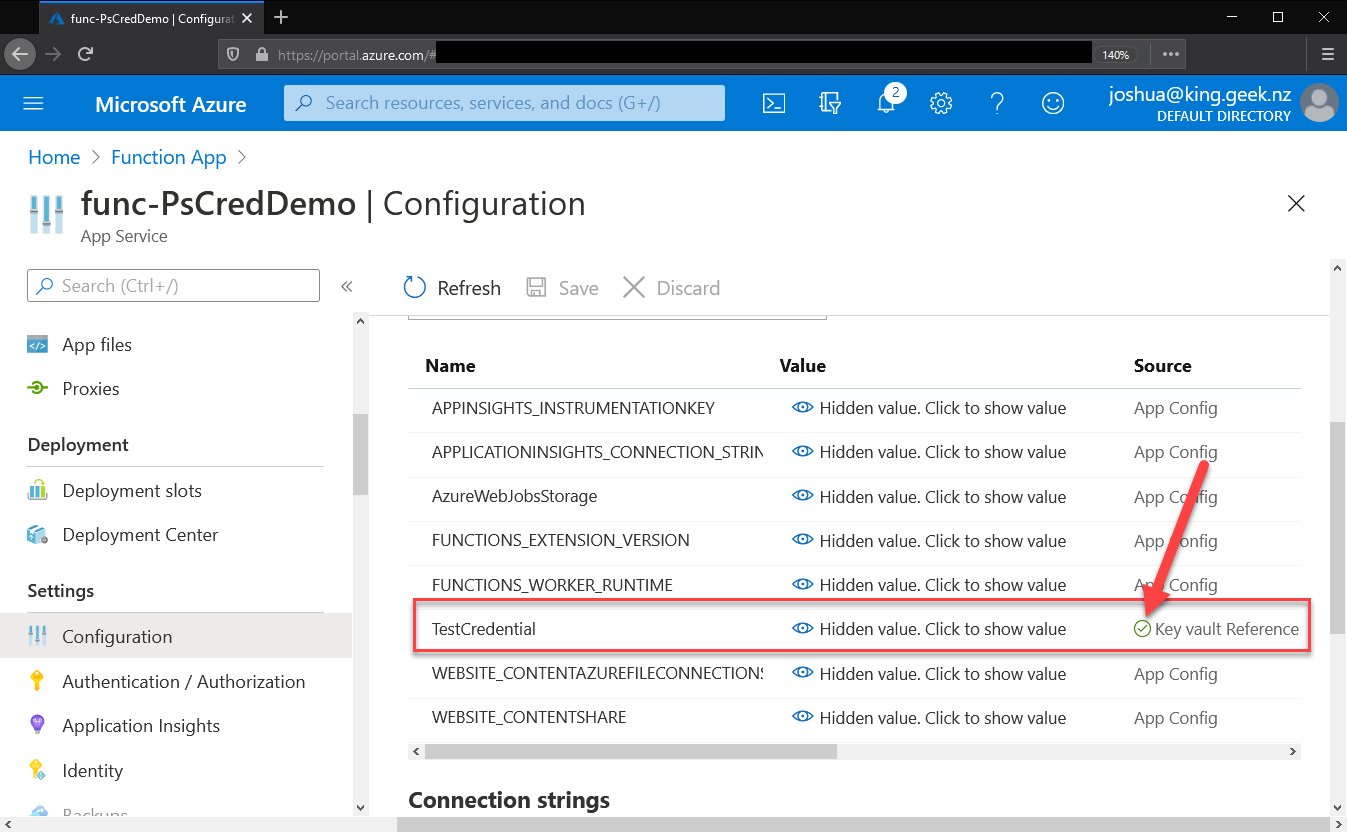 func-PsCredDemo | Configurat
https://portal.azure.com/#
140%
Microsoft Azure
Search resources, services, and docs (G+/)
2
joshua@king.geek.nz
DEFAULT DIRECTORY
Home > Function App >
func-PsCredDemo | Configuration
App Service
Search (Ctrl+/)
«
App files
Proxies
Deployment
Deployment slots
Deployment Center
Settings
Configuration
Authentication / Authorization
Application Insights
Identity
Backups
Refresh Save Discard
Name Value Source
APPINSIGHTS_INSTRUMENTATIONKEY Hidden value. Click to show value App Config
APPLICATIONINSIGHTS_CONNECTION_STRIN Hidden value. Click to show value App Config
AzureWebJobsStorage Hidden value. Click to show value App Config
FUNCTIONS_EXTENSION_VERSION Hidden value. Click to show value App Config
FUNCTIONS_WORKER_RUNTIME Hidden value. Click to show value App Config
TestCredential Hidden value. Click to show value Key vault Reference
WEBSITE_CONTENTAZUREFILECONNECTIONS Hidden value. Click to show value App Config
WEBSITE_CONTENTSHARE Hidden value. Click to show value App Config
Connection strings